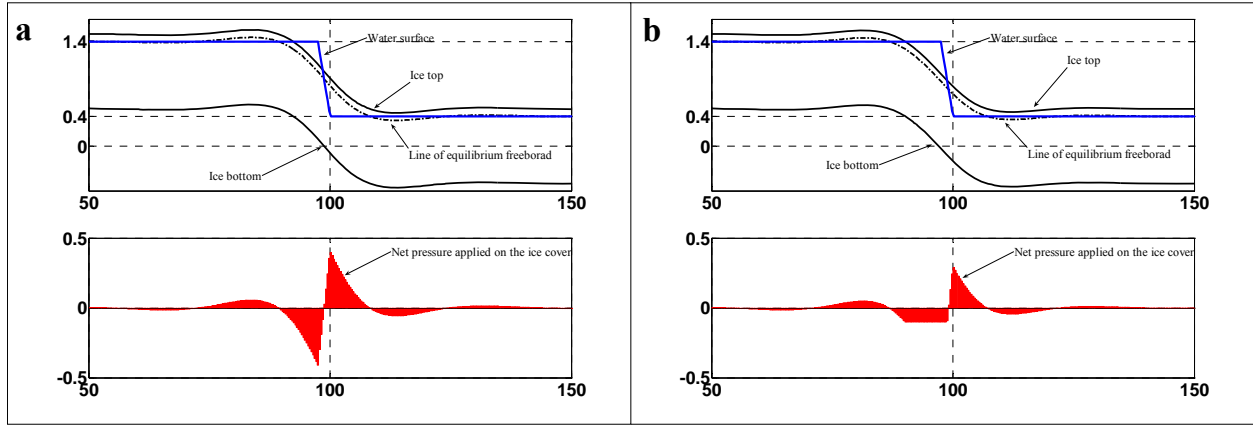 a
1.4
0.4
0
Water surface
Ice top
Line of equilibrium freeborad
Ice bottom
50
100
150
0.5
0
-0.5
Net pressure applied on the ice cover
50
100
150
b
1.4
0.4
0
Water surface
Ice top
Line of equilibrium freeborad
Ice bottom
50
100
150
0.5
0
-0.5
Net pressure applied on the ice cover
50
100
150